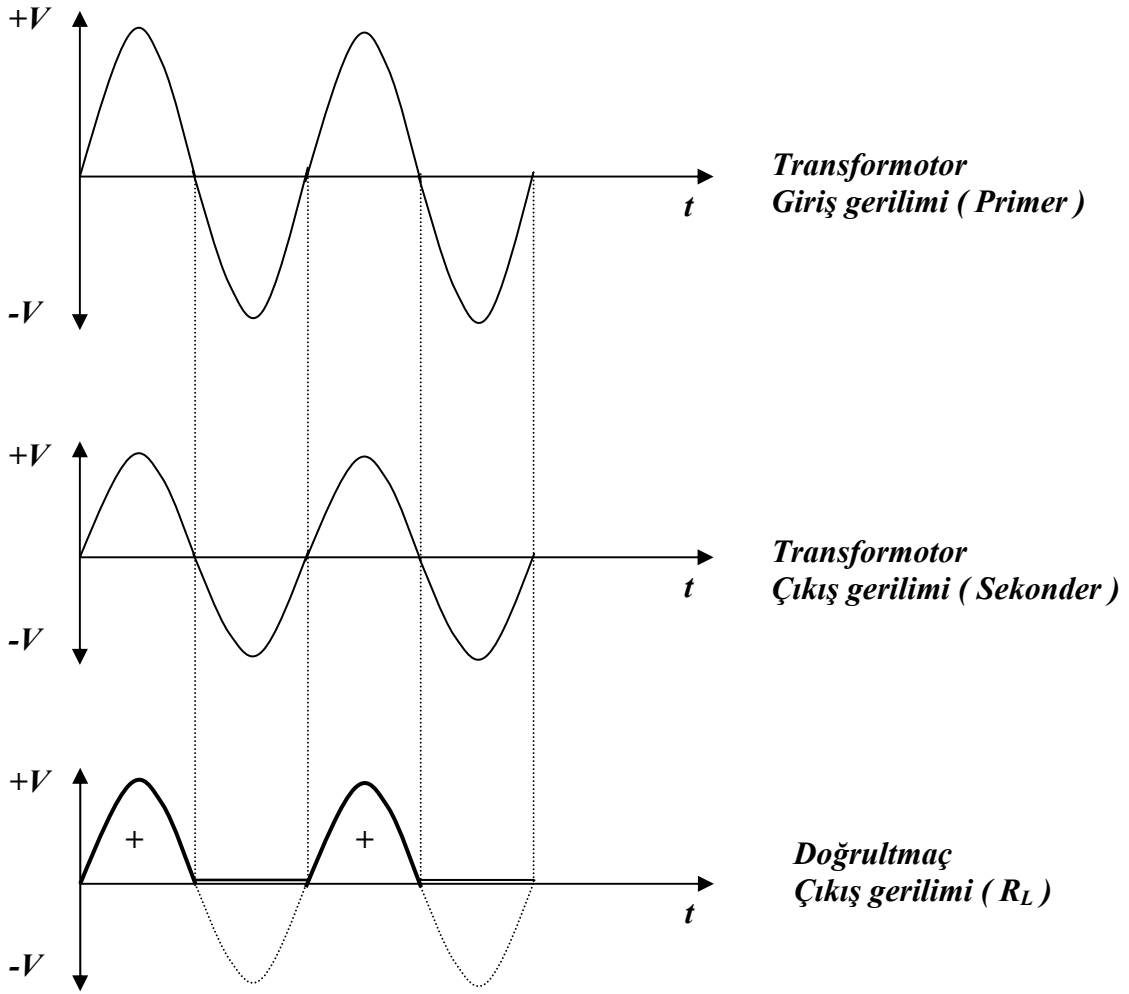 +V
Transformotor
Giriş gerilimi ( Primer )
t
-V
+V
Transformotor
Çıkış gerilimi ( Sekonder )
t
-V
+V
+ +
Doğrultmaç
Çıkış gerilimi ( RL )
t
-V